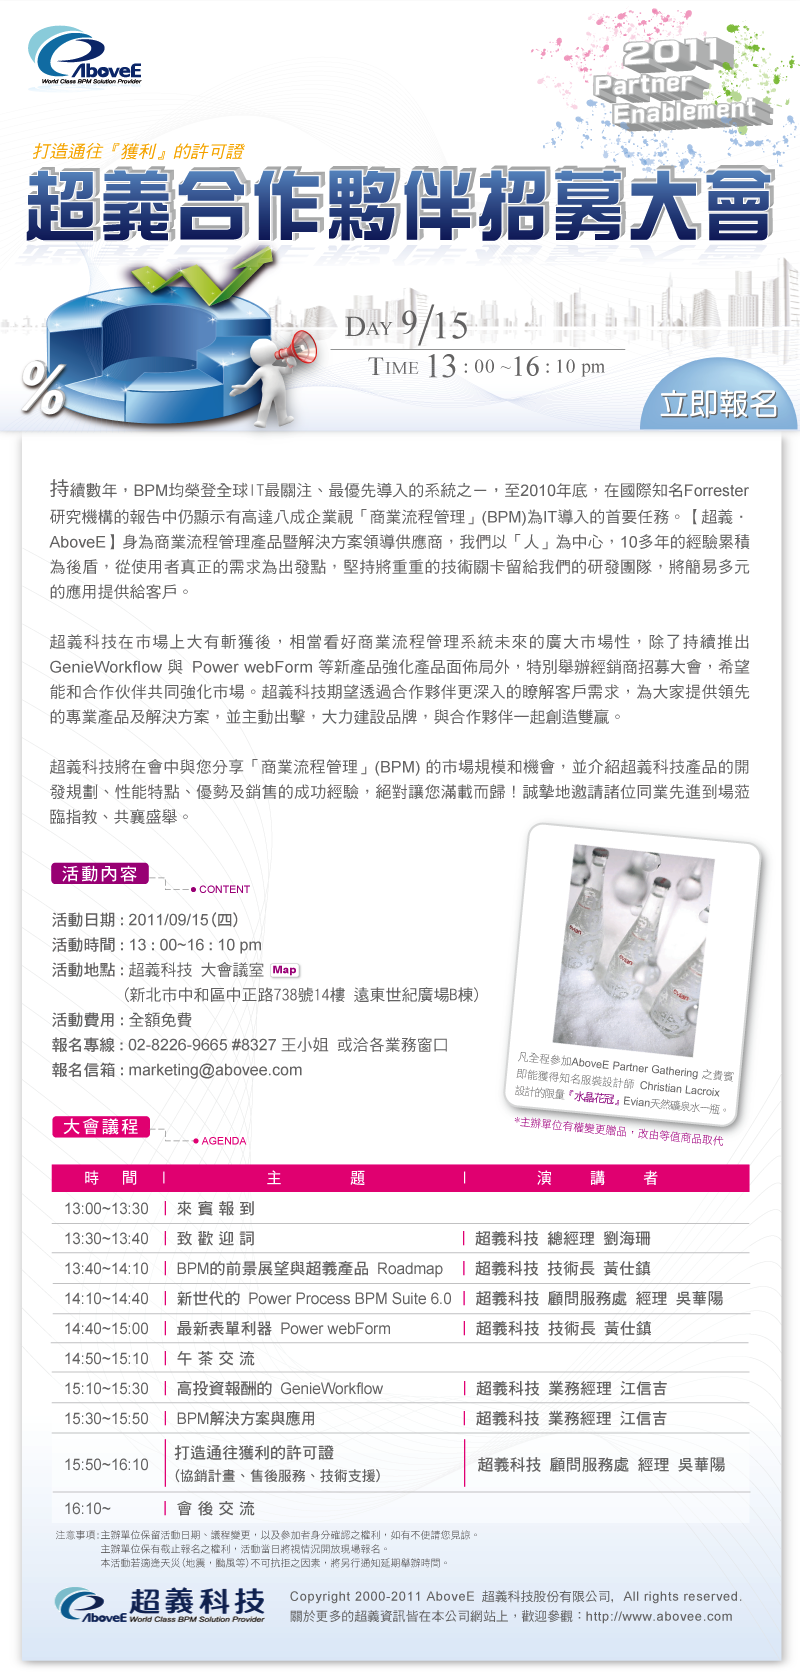 AboveE
World Class BPM Solution Provider
2011
Partner
Enablement
打造通往『獲利』的許可證
超義合作夥伴招募大會
DAY 9/15
TIME 13 : 00 ~16 : 10 pm
%
立即報名
持續數年，BPM均榮登全球IT最關注、最優先導入的系統之一，至2010年底，在國際知名Forrester
研究機構的報告中仍顯示有高達八成企業視「商業流程管理」(BPM)為IT導入的首要任務。【超義．
AboveE】身為商業流程管理產品暨解決方案領導供應商，我們以「人」為中心，10多年的經驗累積
為後盾，從使用者真正的需求為出發點，堅持將重重的技術關卡留給我們的研發團隊，將簡易多元
的應用提供給客戶。
超義科技在市場上大有斬獲後，相當看好商業流程管理系統未來的廣大市場性，除了持續推出
GenieWorkflow 與 Power webForm 等新產品強化產品面佈局外，特別舉辦經銷商招募大會，希望
能和合作伙伴共同強化市場。超義科技期望透過合作夥伴更深入的瞭解客戶需求，為大家提供領先
的專業產品及解決方案，並主動出擊，大力建設品牌，與合作夥伴一起創造雙贏。
超義科技將在會中與您分享「商業流程管理」(BPM) 的市場規模和機會，並介紹超義科技產品的開
發規劃、性能特點、優勢及銷售的成功經驗，絕對讓您滿載而歸！誠摯地邀請諸位同業先進到場蒞
臨指教、共襄盛舉。
活動內容
CONTENT
活動日期 : 2011/09/15 (四)
活動時間 : 13 : 00~16 : 10 pm
活動地點 : 超義科技 大會議室 Map
(新北市中和區中正路738號14樓 遠東世紀廣場B棟)
活動費用 : 全額免費
報名專線 : 02-8226-9665 #8327 王小姐 或洽各業務窗口
報名信箱 : marketing@abovee.com
evian
evian
evian
凡全程參加AboveE Partner Gathering 之貴賓
即能獲得知名服裝設計師 Christian Lacroix
設計的限量『水晶花冠』Evian天然礦泉水一瓶。
*主辦單位有權變更贈品，改由等值商品取代
大會議程
AGENDA
時 間 | 主 題 | 演 講 者
13:00~13:30 | 來 賓 報 到
13:30~13:40 | 致 歡 迎 詞 | 超義科技 總經理 劉海珊
13:40~14:10 | BPM的前景展望與超義產品 Roadmap | 超義科技 技術長 黃仕鎮
14:10~14:40 | 新世代的 Power Process BPM Suite 6.0 | 超義科技 顧問服務處 經理 吳華陽
14:40~15:00 | 最新表單利器 Power webForm | 超義科技 技術長 黃仕鎮
14:50~15:10 | 午 茶 交 流
15:10~15:30 | 高投資報酬的 GenieWorkflow | 超義科技 業務經理 江信吉
15:30~15:50 | BPM解決方案與應用 | 超義科技 業務經理 江信吉
15:50~16:10 | 打造通往獲利的許可證 | 超義科技 顧問服務處 經理 吳華陽
(協銷計畫、售後服務、技術支援)
16:10~ | 會 後 交 流
注意事項:主辦單位保留活動日期、議程變更，以及參加者身分確認之權利，如有不便請您見諒。
主辦單位保有截止報名之權利，活動當日將視情況開放現場報名。
本活動若適逢天災(地震，颱風等)不可抗拒之因素，將另行通知延期舉辦時間。
AboveE 超義科技
World Class BPM Solution Provider
Copyright 2000-2011 AboveE 超義科技股份有限公司, All rights reserved.
關於更多的超義資訊皆在本公司網站上，歡迎參觀：http://www.abovee.com